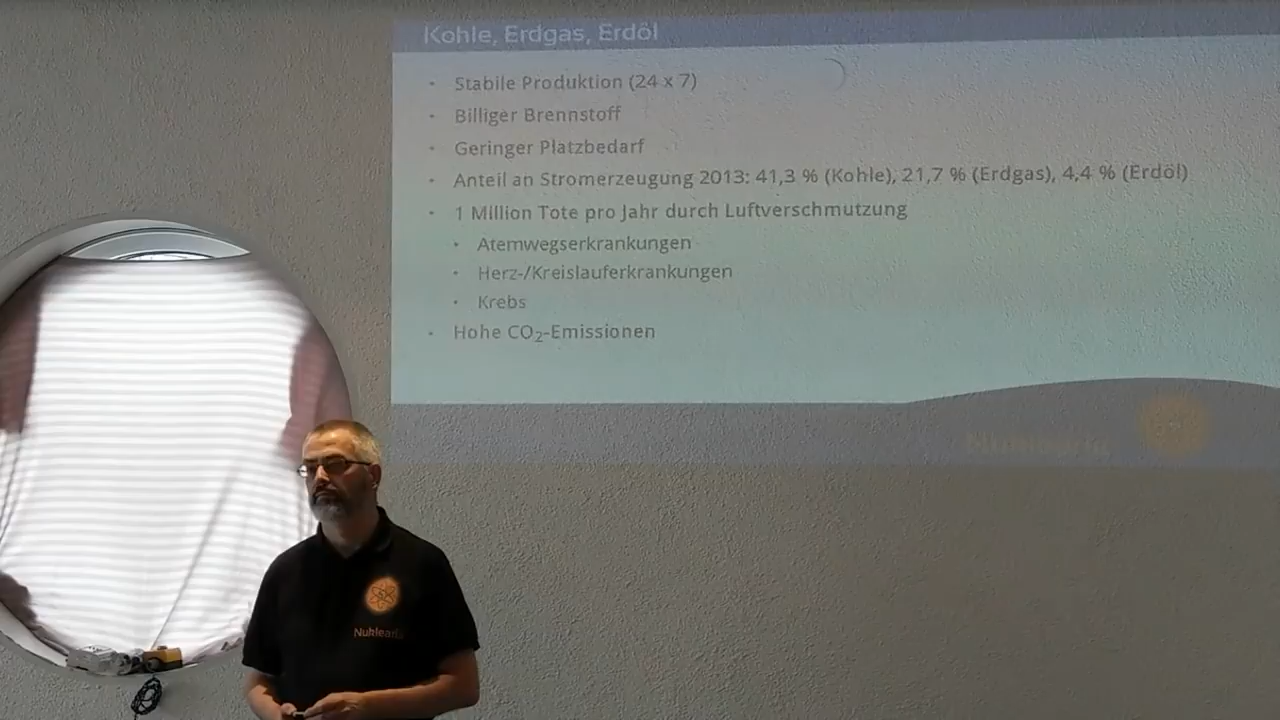 Kohle, Erdgas, Erdöl
• Stabile Produktion (24 x 7)
• Billiger Brennstoff
• Geringer Platzbedarf
• Anteil an Stromerzeugung 2013: 41,3 % (Kohle), 21,7 % (Erdgas), 4,4 % (Erdöl)
• 1 Million Tote pro Jahr durch Luftverschmutzung
• Atemwegserkrankungen
• Herz-/Kreislauferkrankungen
• Krebs
• Hohe CO₂-Emissionen
Nuklearia
Nuklearia